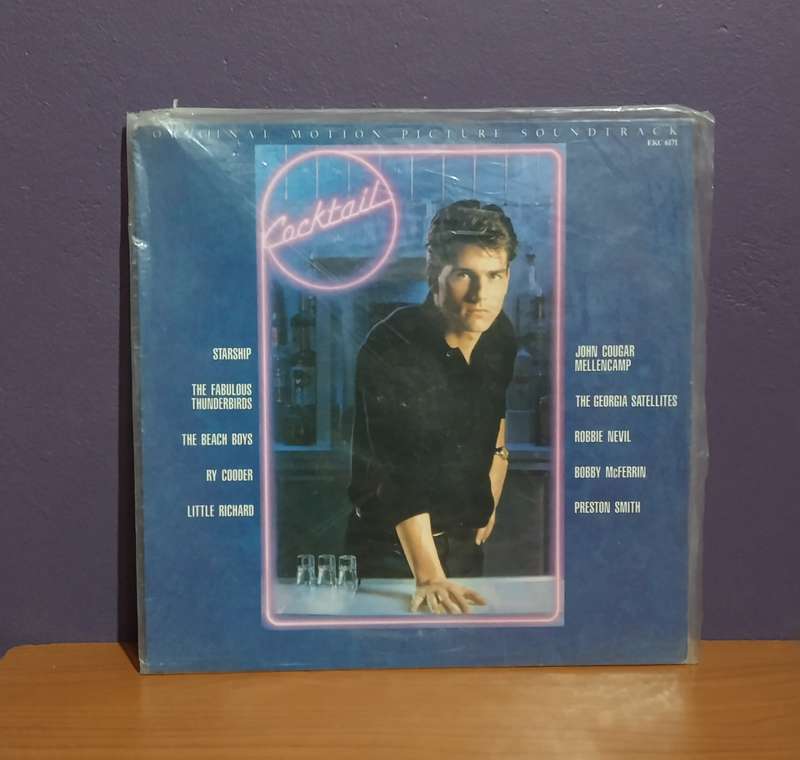 ORIGINAL MOTION PICTURE SOUNDTRACK
EKC 6171
Cocktail
STARSHIP
THE FABULOUS
THUNDERBIRDS
THE BEACH BOYS
RY COODER
LITTLE RICHARD
JOHN COUGAR
MELLENCAMP
THE GEORGIA SATELLITES
ROBBIE NEVIL
BOBBY McFERRIN
PRESTON SMITH